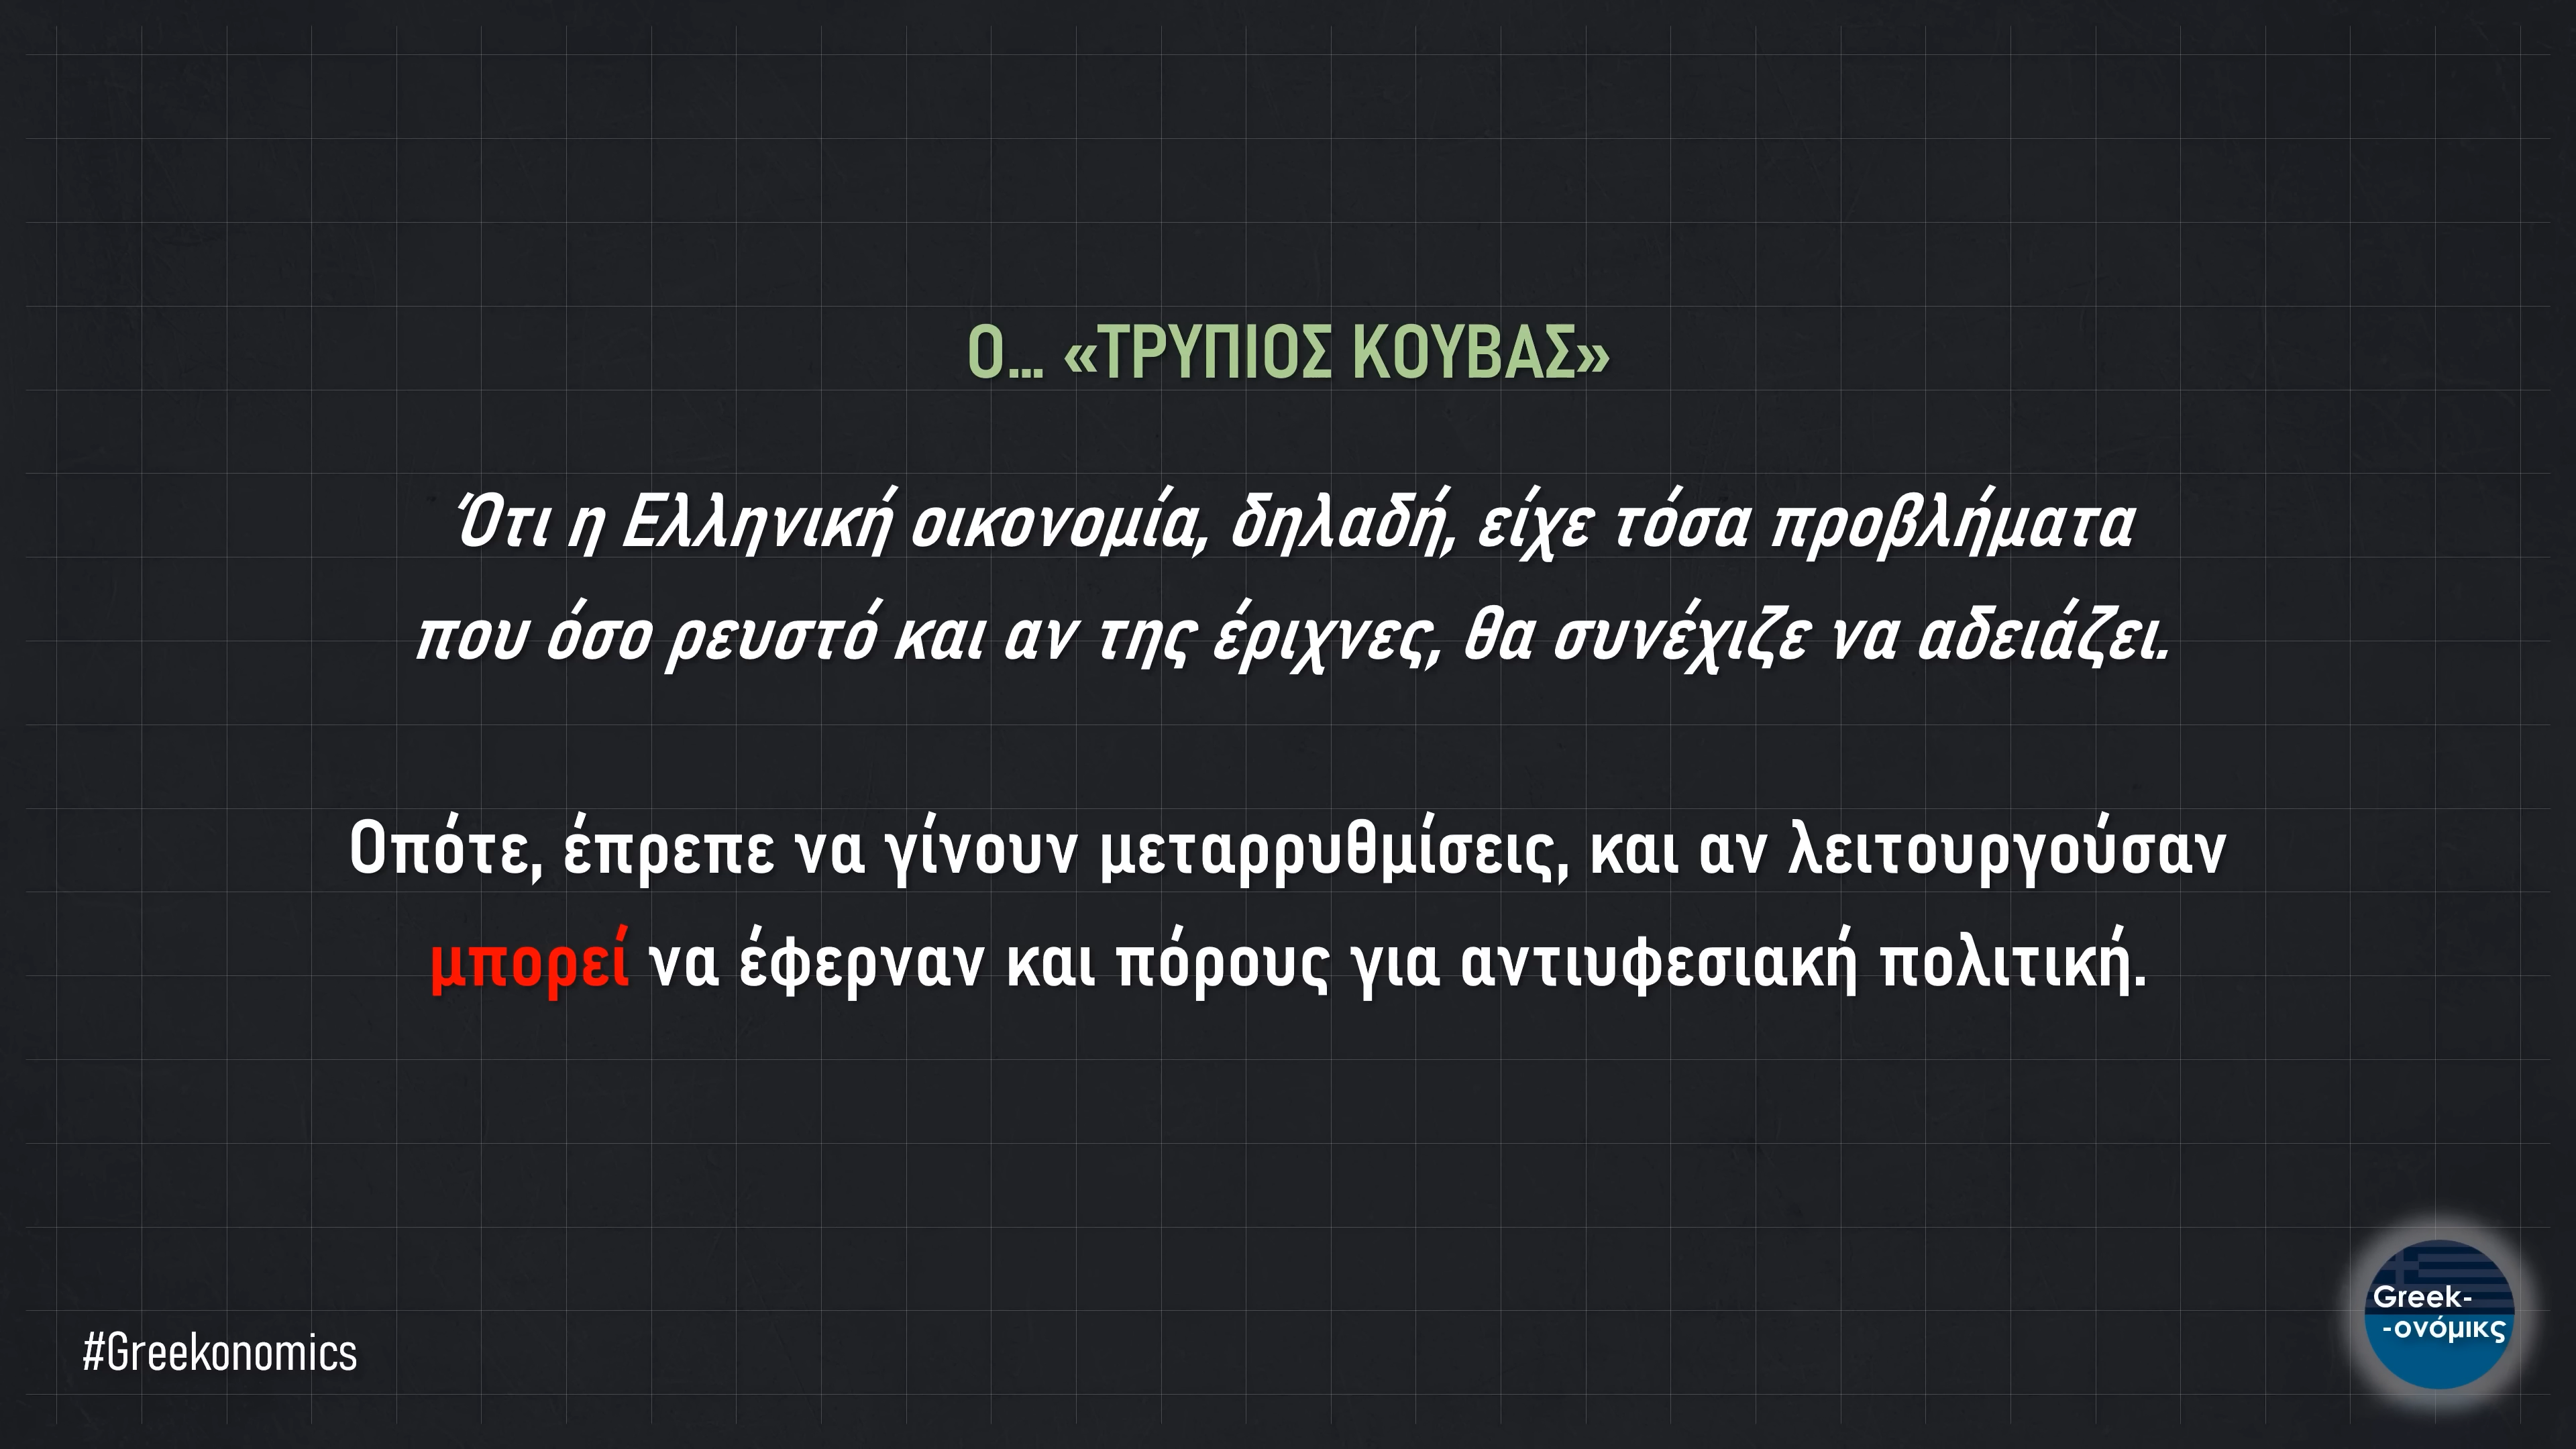 Ο... «ΤΡΥΠΙΟΣ ΚΟΥΒΑΣ»
Ότι η Ελληνική οικονομία, δηλαδή, είχε τόσα προβλήματα
που όσο ρευστό και αν της έριχνες, θα συνέχιζε να αδειάζει.
Οπότε, έπρεπε να γίνουν μεταρρυθμίσεις, και αν λειτουργούσαν
μπορεί να έφερναν και πόρους για αντιυφεσιακή πολιτική.
#Greekonomics
Greek-
-ονόμικς